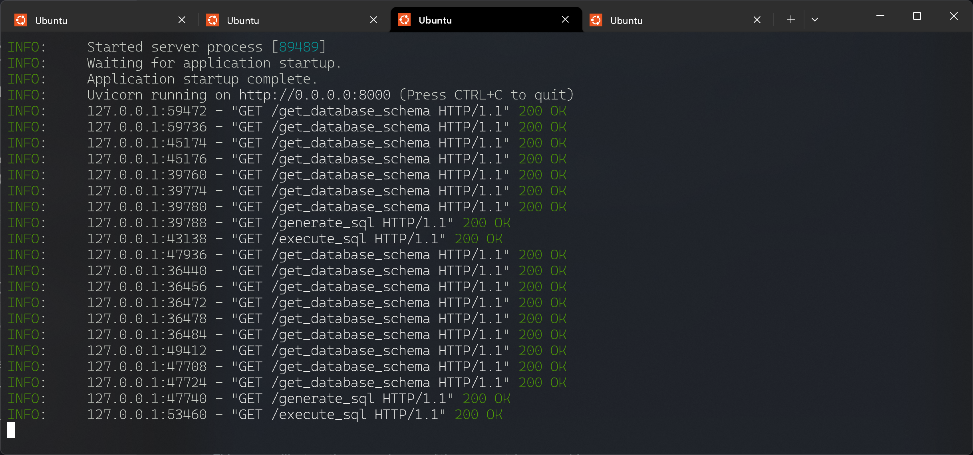 Ubuntu Ubuntu Ubuntu Ubuntu
INFO: Started server process [89489]
INFO: Waiting for application startup.
INFO: Application startup complete.
INFO: Uvicorn running on http://0.0.0.0:8000 (Press CTRL+C to quit)
INFO: 127.0.0.1:59472 - "GET /get_database_schema HTTP/1.1" 200 OK
INFO: 127.0.0.1:59736 - "GET /get_database_schema HTTP/1.1" 200 OK
INFO: 127.0.0.1:45174 - "GET /get_database_schema HTTP/1.1" 200 OK
INFO: 127.0.0.1:45176 - "GET /get_database_schema HTTP/1.1" 200 OK
INFO: 127.0.0.1:39760 - "GET /get_database_schema HTTP/1.1" 200 OK
INFO: 127.0.0.1:39774 - "GET /get_database_schema HTTP/1.1" 200 OK
INFO: 127.0.0.1:39780 - "GET /get_database_schema HTTP/1.1" 200 OK
INFO: 127.0.0.1:39788 - "GET /generate_sql HTTP/1.1" 200 OK
INFO: 127.0.0.1:43138 - "GET /execute_sql HTTP/1.1" 200 OK
INFO: 127.0.0.1:47936 - "GET /get_database_schema HTTP/1.1" 200 OK
INFO: 127.0.0.1:36440 - "GET /get_database_schema HTTP/1.1" 200 OK
INFO: 127.0.0.1:36456 - "GET /get_database_schema HTTP/1.1" 200 OK
INFO: 127.0.0.1:36472 - "GET /get_database_schema HTTP/1.1" 200 OK
INFO: 127.0.0.1:36478 - "GET /get_database_schema HTTP/1.1" 200 OK
INFO: 127.0.0.1:36484 - "GET /get_database_schema HTTP/1.1" 200 OK
INFO: 127.0.0.1:49412 - "GET /get_database_schema HTTP/1.1" 200 OK
INFO: 127.0.0.1:47708 - "GET /get_database_schema HTTP/1.1" 200 OK
INFO: 127.0.0.1:47724 - "GET /get_database_schema HTTP/1.1" 200 OK
INFO: 127.0.0.1:47740 - "GET /generate_sql HTTP/1.1" 200 OK
INFO: 127.0.0.1:53460 - "GET /execute_sql HTTP/1.1" 200 OK